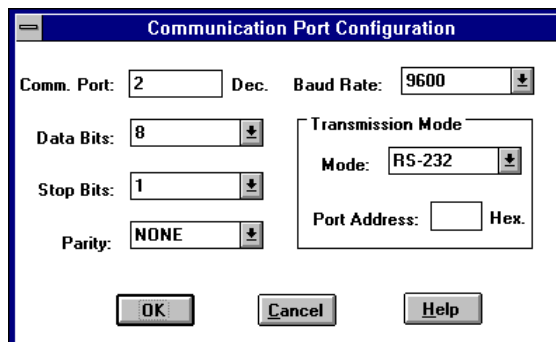 Communication Port Configuration
Comm. Port: 2 Dec. Baud Rate: 9600
Data Bits: 8
Transmission Mode
Mode: RS-232
Stop Bits: 1
Port Address: Hex.
Parity: NONE
OK Cancel Help